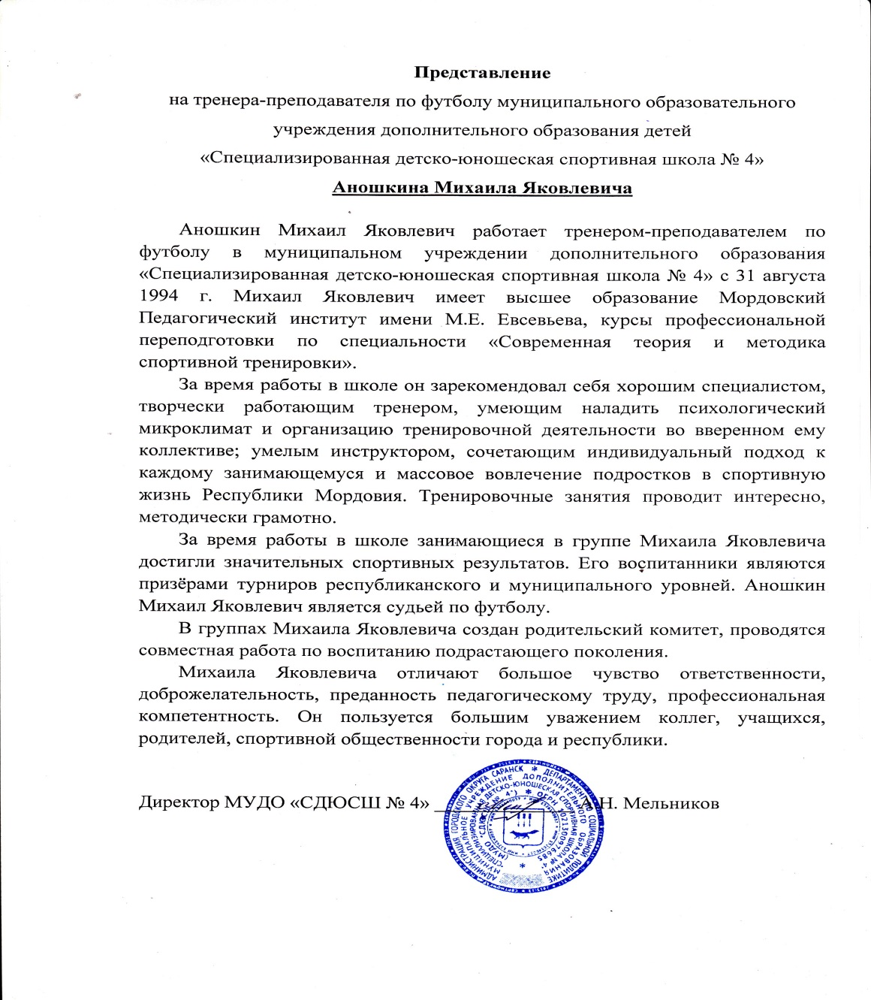 Представление
на тренера-преподавателя по футболу муниципального образовательного
учреждения дополнительного образования детей
«Специализированная детско-юношеская спортивная школа № 4»
Аношкина Михаила Яковлевича
Аношкин Михаил Яковлевич работает тренером-преподавателем по
футболу в муниципальном учреждении дополнительного образования
«Специализированная детско-юношеская спортивная школа № 4» с 31 августа
1994 г. Михаил Яковлевич имеет высшее образование Мордовский
Педагогический институт имени М.Е. Евсевьева, курсы профессиональной
переподготовки по специальности «Современная теория и методика
спортивной тренировки».
За время работы в школе он зарекомендовал себя хорошим специалистом,
творчески работающим тренером, умеющим наладить психологический
микроклимат и организацию тренировочной деятельности во вверенном ему
коллективе; умелым инструктором, сочетающим индивидуальный подход к
каждому занимающемуся и массовое вовлечение подростков в спортивную
жизнь Республики Мордовия. Тренировочные занятия проводит интересно,
методически грамотно.
За время работы в школе занимающиеся в группе Михаила Яковлевича
достигли значительных спортивных результатов. Его воспитанники являются
призёрами турниров республиканского и муниципального уровней. Аношкин
Михаил Яковлевич является судьей по футболу.
В группах Михаила Яковлевича создан родительский комитет, проводятся
совместная работа по воспитанию подрастающего поколения.
Михаила Яковлевича отличают большое чувство ответственности,
доброжелательность, преданность педагогическому труду, профессиональная
компетентность. Он пользуется большим уважением коллег, учащихся,
родителей, спортивной общественности города и республики.
Директор МУДО «СДЮСШ № 4» А.Н. Мельников
АДМИНИСТРАЦИЯ ГОРОДСКОГО ОКРУГА САРАНСК * ДЕПАРТАМЕНТ ПО СОЦИАЛЬНОЙ ПОЛИТИКЕ
МУНИЦИПАЛЬНОЕ УЧРЕЖДЕНИЕ ДОПОЛНИТЕЛЬНОГО ОБРАЗОВАНИЯ
"СПЕЦИАЛИЗИРОВАННАЯ ДЕТСКО-ЮНОШЕСКАЯ СПОРТИВНАЯ ШКОЛА № 4"
(МУДО "СДЮСШ № 4") * ОГРН 1021300976685